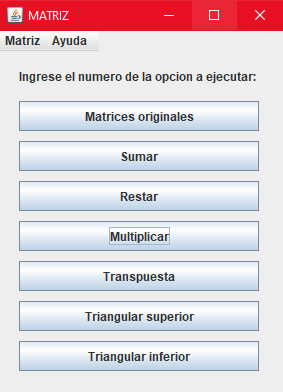 MATRIZ
Matriz Ayuda
Ingrese el numero de la opcion a ejecutar:
Matrices originales
Sumar
Restar
Multiplicar
Transpuesta
Triangular superior
Triangular inferior